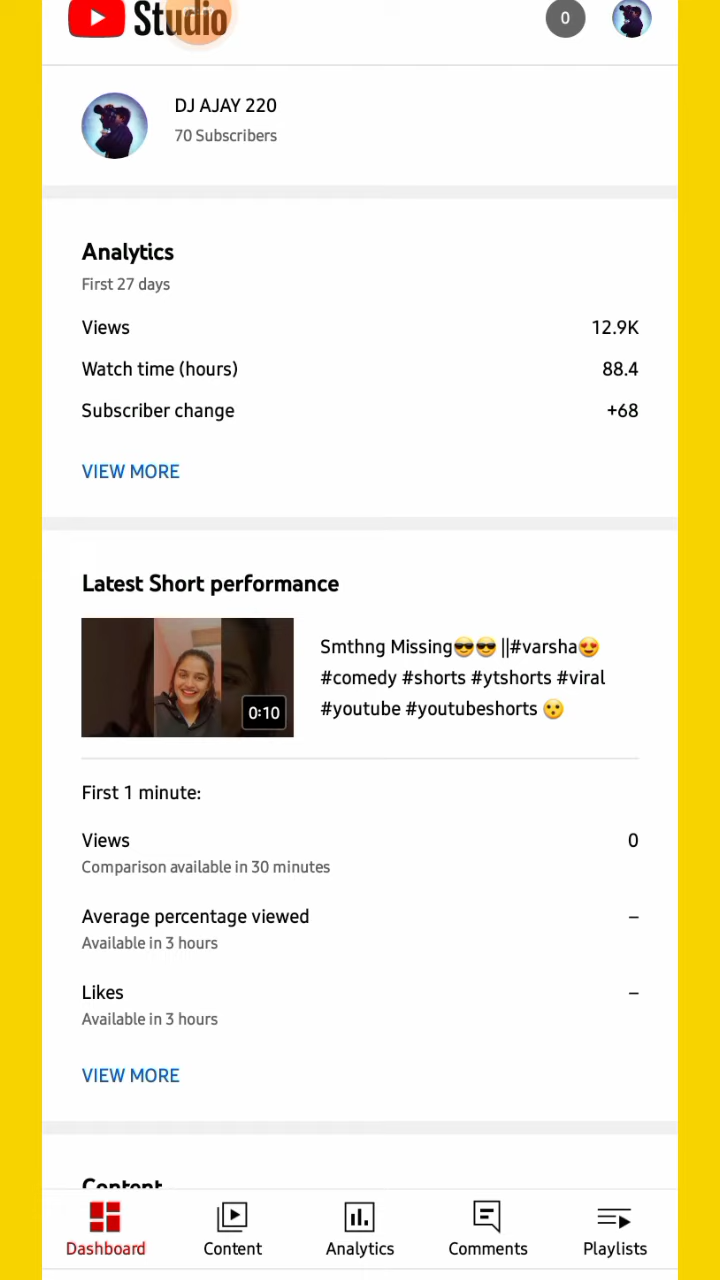 Studio
0
DJ AJAY 220
70 Subscribers
Analytics
First 27 days
Views 12.9K
Watch time (hours) 88.4
Subscriber change +68
VIEW MORE
Latest Short performance
0:10
Smthng Missing😎😎 ||#varsha😍
#comedy #shorts #ytshorts #viral
#youtube #youtubeshorts 😗
First 1 minute:
Views 0
Comparison available in 30 minutes
Average percentage viewed –
Available in 3 hours
Likes –
Available in 3 hours
VIEW MORE
Content
Dashboard Content Analytics Comments Playlists